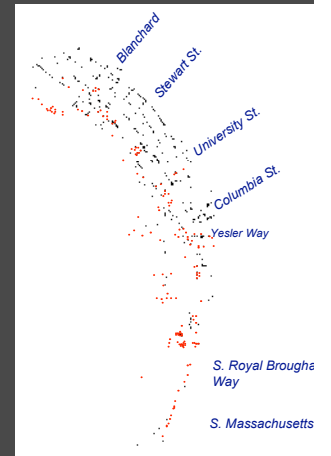 Blanchard
Stewart St.
University St.
Columbia St.
Yesler Way
S. Royal Brougha
Way
S. Massachusetts